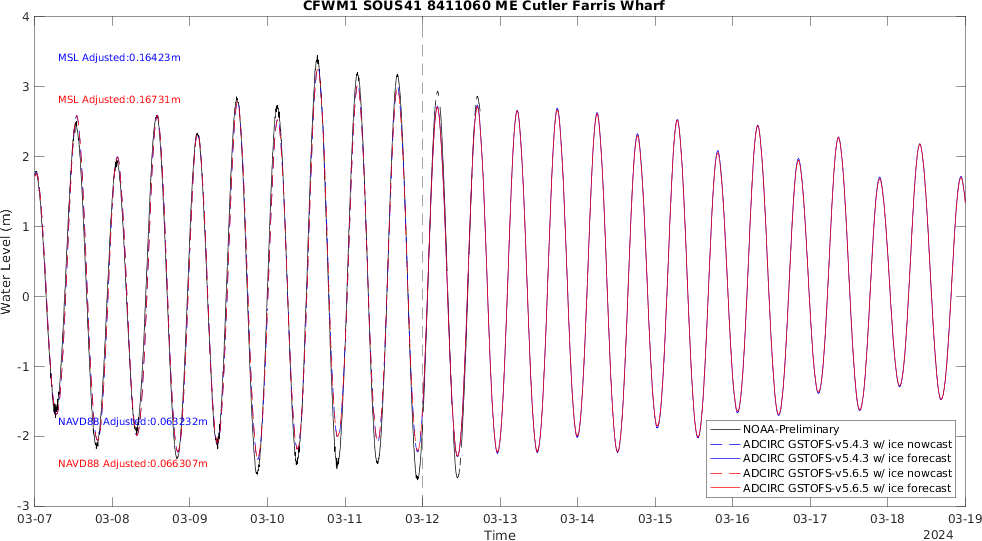 CFWM1 SOUS41 8411060 ME Cutler Farris Wharf
4
3
2
1
0
-1
-2
-3
Water Level (m)
MSL Adjusted:0.16423m
MSL Adjusted:0.16731m
NAVD88 Adjusted:0.063232m
NAVD88 Adjusted:0.066307m
NOAA-Preliminary
ADCIRC GSTOFS-v5.4.3 w/ ice nowcast
ADCIRC GSTOFS-v5.4.3 w/ ice forecast
ADCIRC GSTOFS-v5.6.5 w/ ice nowcast
ADCIRC GSTOFS-v5.6.5 w/ ice forecast
03-07 03-08 03-09 03-10 03-11 03-12 03-13 03-14 03-15 03-16 03-17 03-18 03-19
Time
2024